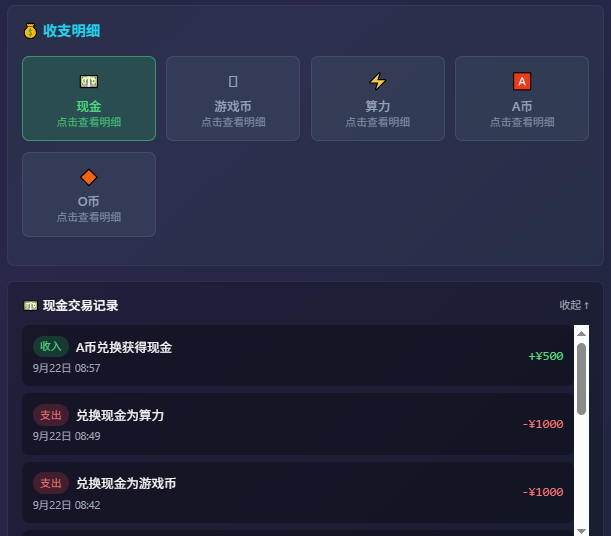 收支明细
现金
点击查看明细
游戏币
点击查看明细
算力
点击查看明细
A
A币
点击查看明细
O币
点击查看明细
现金交易记录
收起 ↑
收入 A币兑换获得现金
9月22日 08:57
+¥500
支出 兑换现金为算力
9月22日 08:49
-¥1000
支出 兑换现金为游戏币
9月22日 08:42
-¥1000